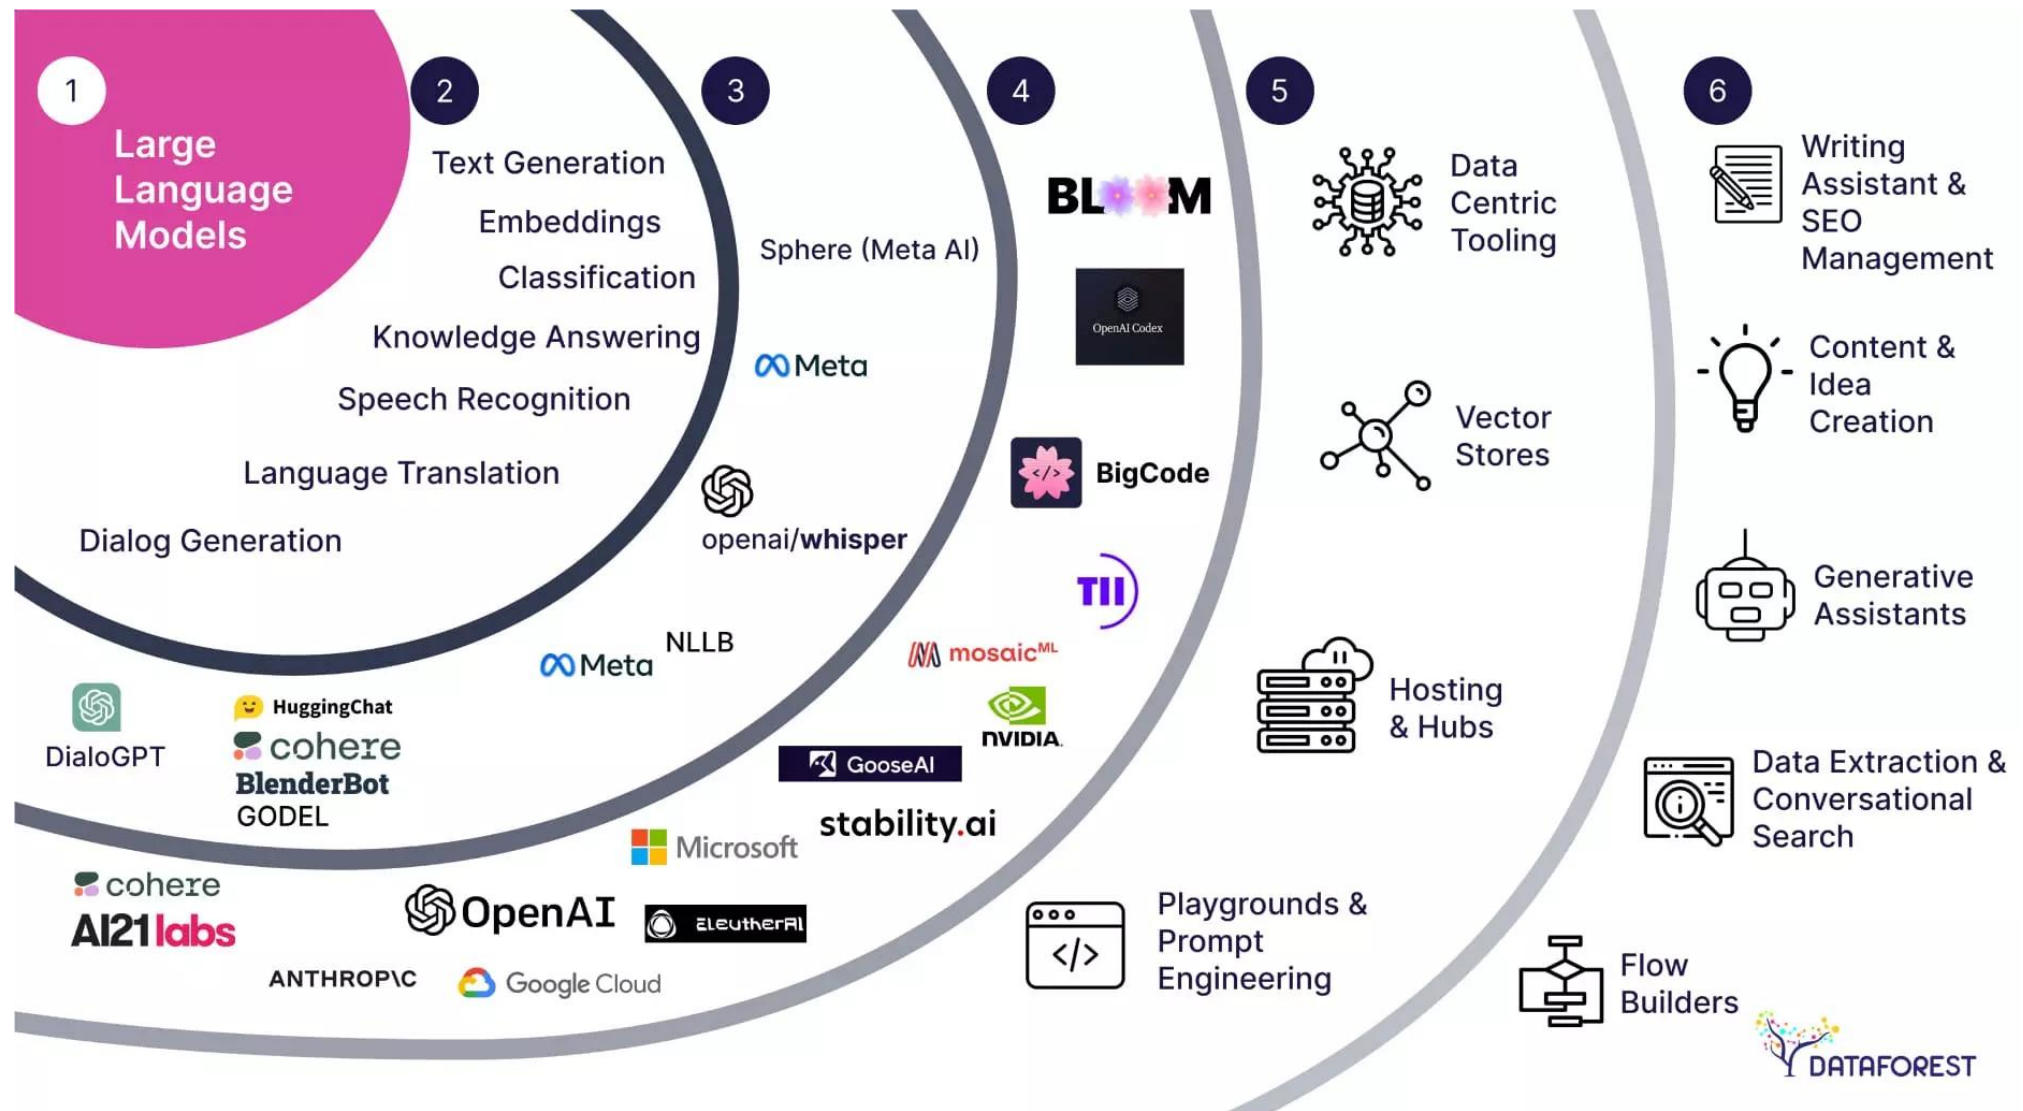 1
Large
Language
Models
2
Text Generation
Embeddings
Classification
Knowledge Answering
Speech Recognition
Language Translation
Dialog Generation
3
Sphere (Meta AI)
Meta
openai/whisper
Meta
NLLB
HuggingChat
cohere
BlenderBot
GODEL
DialoGPT
4
BLOOM
OpenAI Codex
</>
BigCode
TII
mosaicML
NVIDIA.
GooseAI
stability.ai
Microsoft
EleutherAI
OpenAI
Google Cloud
ANTHROP\C
cohere
AI21labs
5
Data
Centric
Tooling
Vector
Stores
Hosting
& Hubs
</>
Playgrounds &
Prompt
Engineering
6
Writing
Assistant &
SEO
Management
Content &
Idea
Creation
Generative
Assistants
Data Extraction &
Conversational
Search
Flow
Builders
DATAFOREST